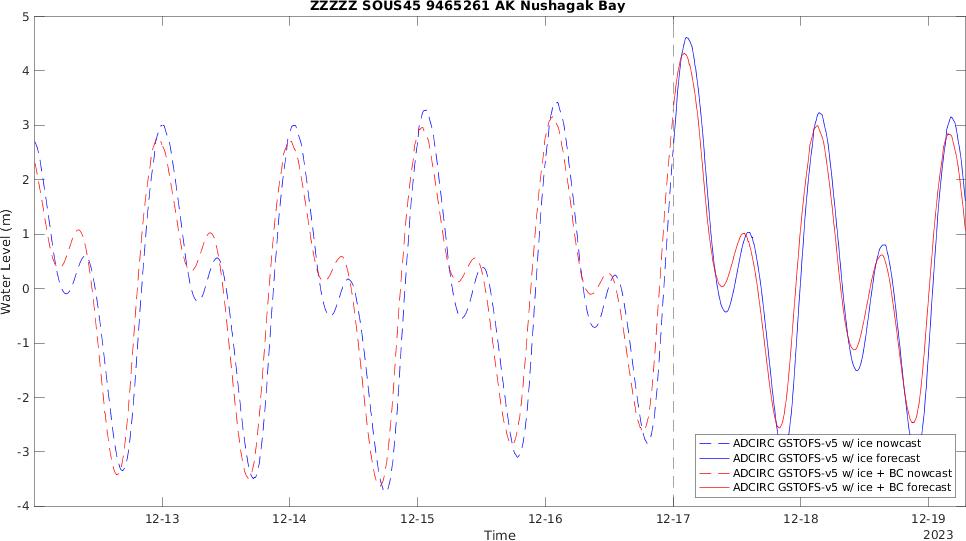 ZZZZZ SOUS45 9465261 AK Nushagak Bay
Water Level (m)
5
4
3
2
1
0
-1
-2
-3
-4
12-13
12-14
12-15
12-16
12-17
12-18
12-19
2023
Time
ADCIRC GSTOFS-v5 w/ ice nowcast
ADCIRC GSTOFS-v5 w/ ice forecast
ADCIRC GSTOFS-v5 w/ ice + BC nowcast
ADCIRC GSTOFS-v5 w/ ice + BC forecast